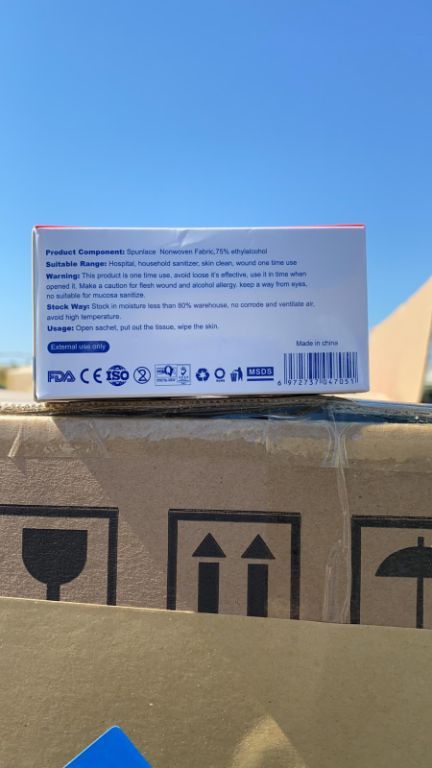 Product Component: Spunlace Nonwoven Fabric,75% ethylalcohol
Suitable Range: Hospital, household sanitizer, skin clean, wound one time use
Warning: This product is one time use, avoid loose it's effective, use it in time when
opened it. Make a caution for flesh wound and alcohol allergy. keep a way from eyes,
no suitable for mucosa sanitize.
Stock Way: Stock in moisture less than 80% warehouse, no corrode and ventilate air,
avoid high temperature.
Usage: Open sachet, put out the tissue, wipe the skin.
External use only
Made in china
FDA CE ISO 2 MSDS
6 972737 047051